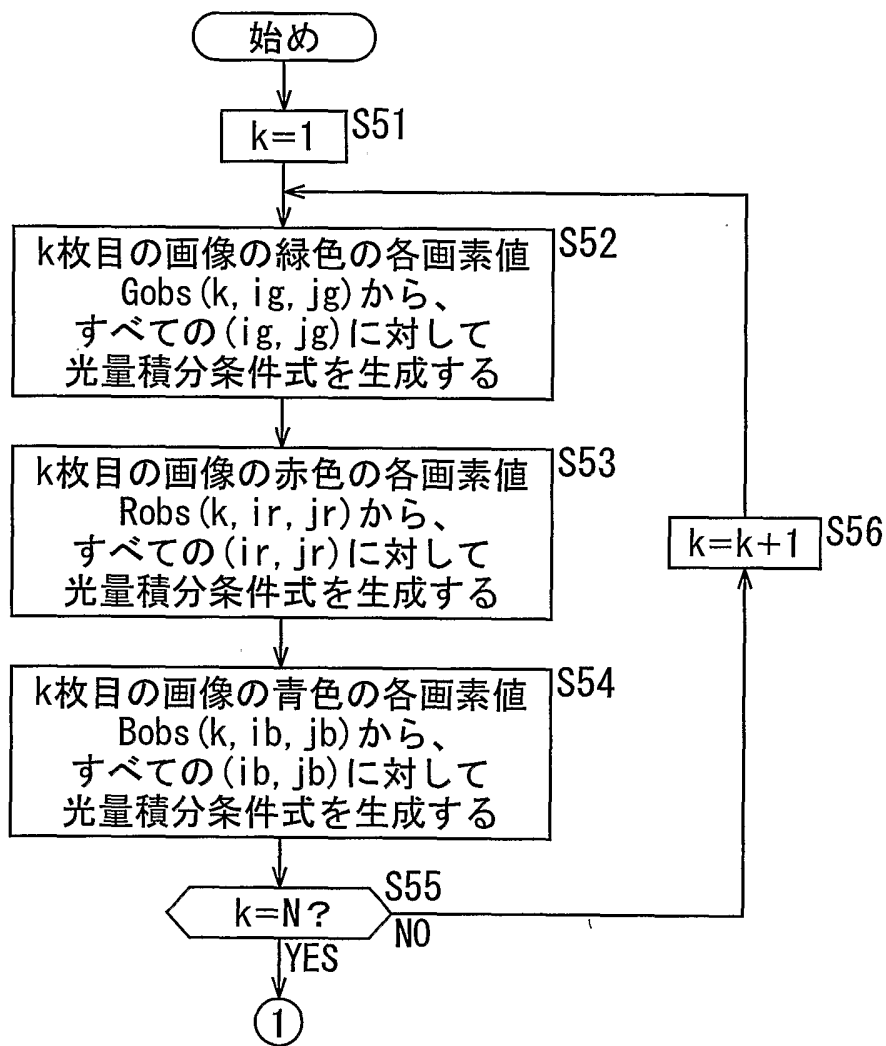 始め
k=1
S51
k枚目の画像の緑色の各画素値
Gobs(k, ig, jg)から、
すべての(ig, jg)に対して
光量積分条件式を生成する
S52
k枚目の画像の赤色の各画素値
Robs(k, ir, jr)から、
すべての(ir, jr)に対して
光量積分条件式を生成する
S53
k=k+1
S56
k枚目の画像の青色の各画素値
Bobs(k, ib, jb)から、
すべての(ib, jb)に対して
光量積分条件式を生成する
S54
k=N?
S55
NO
YES
1